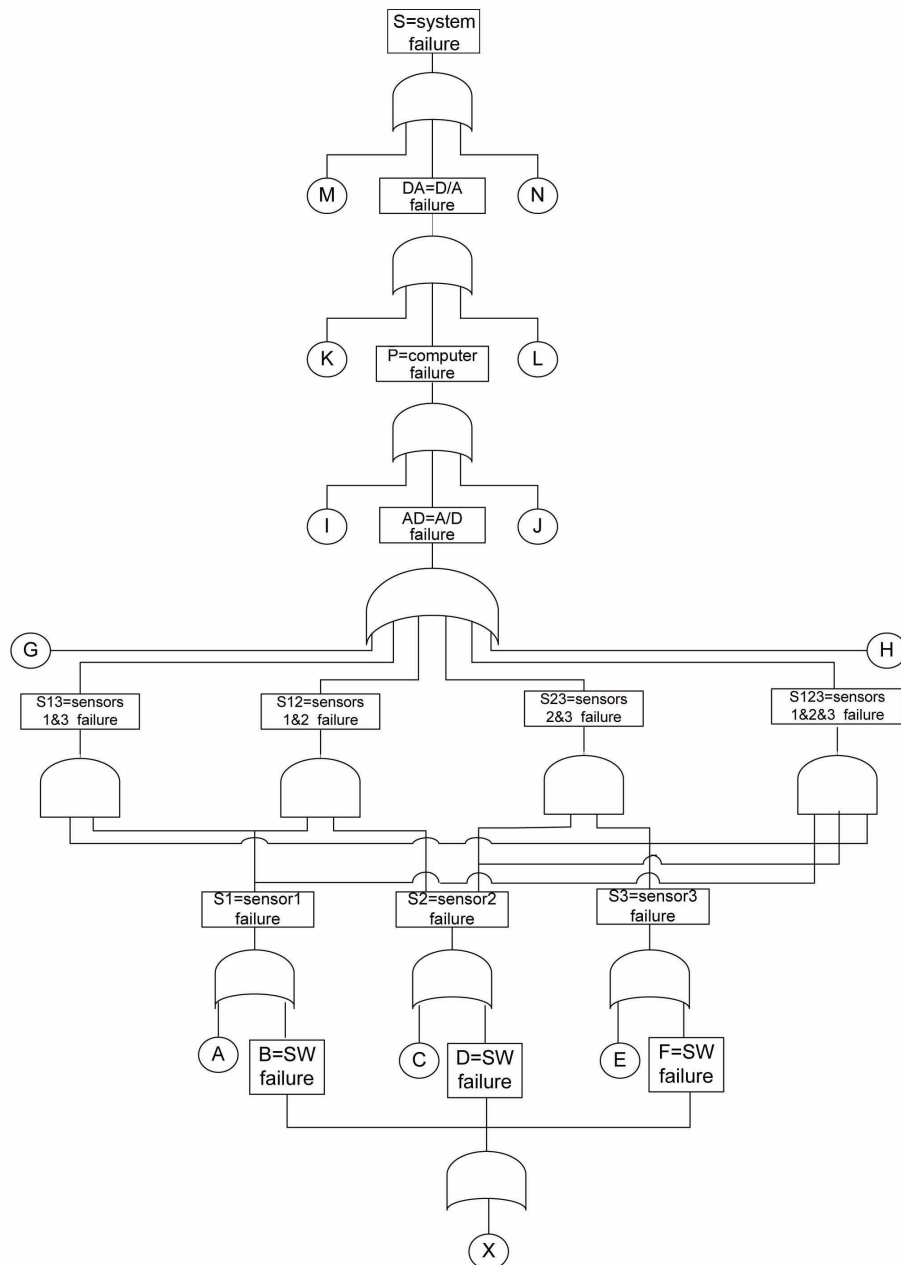 S=system
failure
M
DA=D/A
failure
N
K
P=computer
failure
L
I
AD=A/D
failure
J
G
H
S13=sensors
1&3 failure
S12=sensors
1&2 failure
S23=sensors
2&3 failure
S123=sensors
1&2&3 failure
S1=sensor1
failure
S2=sensor2
failure
S3=sensor3
failure
A
B=SW
failure
C
D=SW
failure
E
F=SW
failure
X